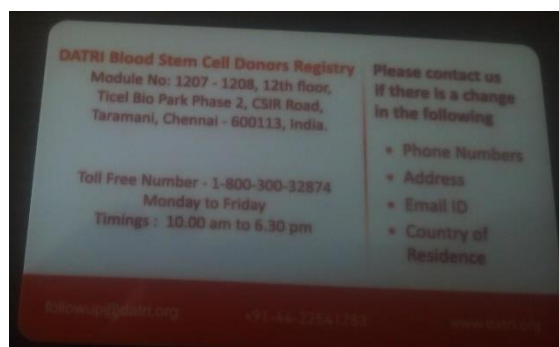 DATRI Blood Stem Cell Donors Registry
Module No: 1207 - 1208, 12th floor,
Ticel Bio Park Phase 2, CSIR Road,
Taramani, Chennai - 600113, India.
Toll Free Number - 1-800-300-32874
Monday to Friday
Timings : 10.00 am to 6.30 pm
Please contact us
if there is a change
in the following
• Phone Numbers
• Address
• Email ID
• Country of
Residence
followup@datri.org
www.datri.org